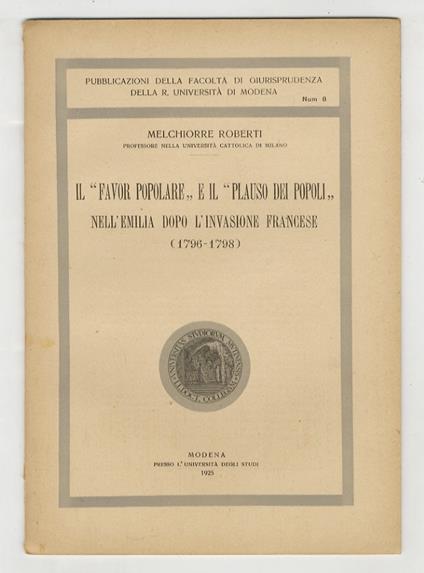 PUBBLICAZIONI DELLA FACOLTÀ DI GIURISPRUDENZA
DELLA R. UNIVERSITÀ DI MODENA
Num 8
MELCHIORRE ROBERTI
PROFESSORE NELLA UNIVERSITÀ CATTOLICA DI MILANO
IL “FAVOR POPOLARE„ E IL “PLAUSO DEI POPOLI„
NELL'EMILIA DOPO L'INVASIONE FRANCESE
(1796-1798)
MODENA
PRESSO L'UNIVERSITÀ DEGLI STUDI
1925